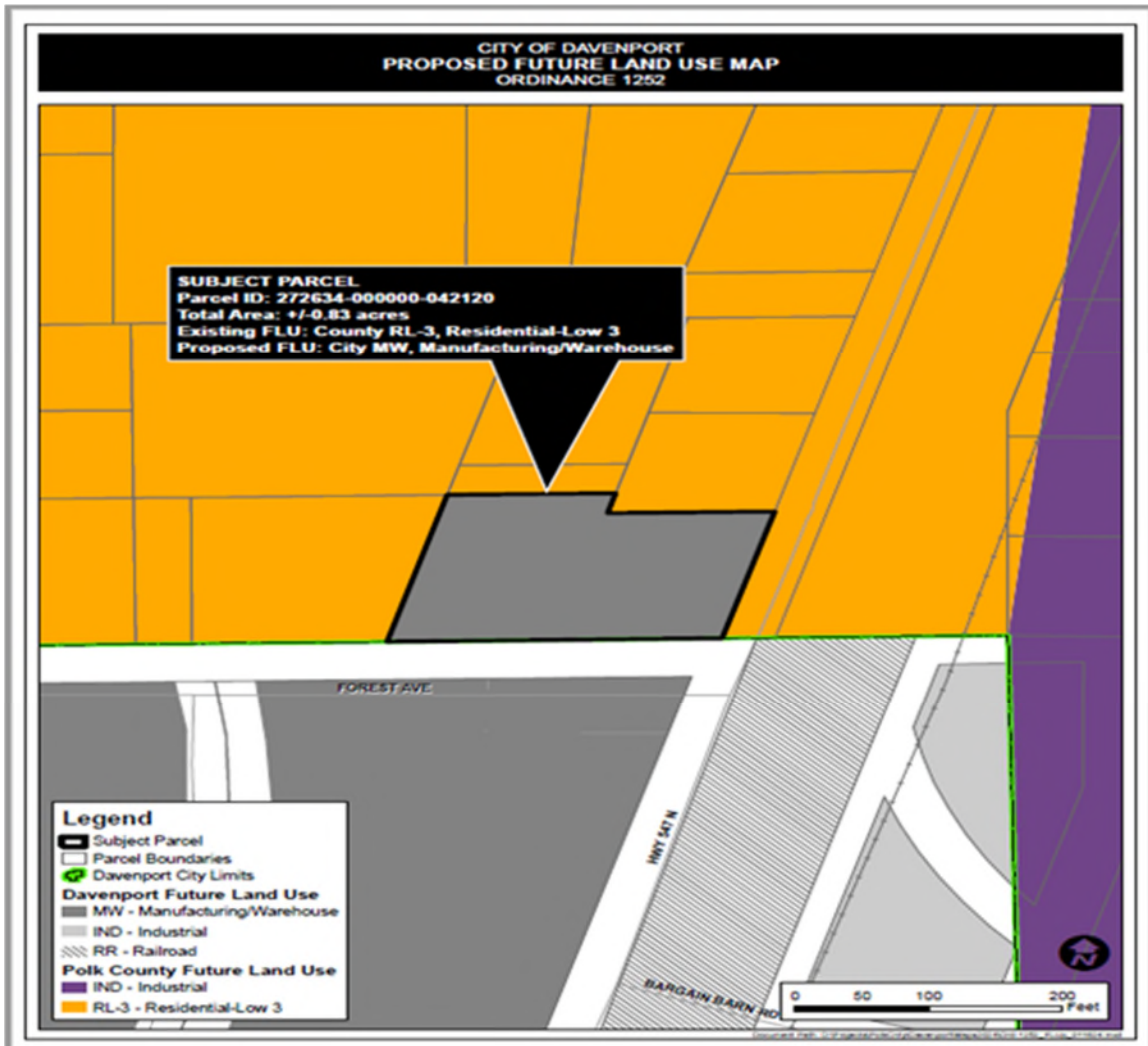 CITY OF DAVENPORT
PROPOSED FUTURE LAND USE MAP
ORDINANCE 1252
SUBJECT PARCEL
Parcel ID: 272634-000000-042120
Total Area: +/-0.83 acres
Existing FLU: County RL-3, Residential-Low 3
Proposed FLU: City MW, Manufacturing/Warehouse
FOREST AVE
HWY 547 N
BARGAIN BARN RD
Legend
Subject Parcel
Parcel Boundaries
Davenport City Limits
Davenport Future Land Use
MW - Manufacturing/Warehouse
IND - Industrial
RR - Railroad
Polk County Future Land Use
IND - Industrial
RL-3 - Residential-Low 3
N
0 50 100 200
Feet